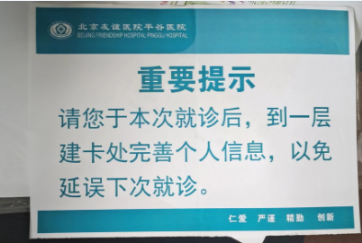 北京友谊医院平谷医院
BEIJING FRIENDSHIP HOSPITAL PINGGU HOSPITAL
重要提示
请您于本次就诊后，到一层
建卡处完善个人信息，以免
延误下次就诊。
仁爱 严谨 精勤 创新